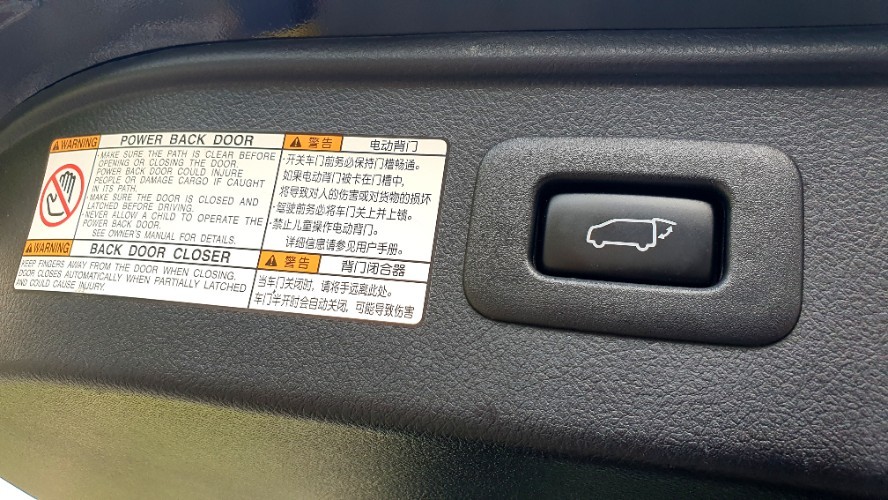 WARNING POWER BACK DOOR
·MAKE SURE THE PATH IS CLEAR BEFORE
OPENING OR CLOSING THE DOOR.
POWER BACK DOOR COULD INJURE
PEOPLE OR DAMAGE CARGO IF CAUGHT
IN ITS PATH.
·MAKE SURE THE DOOR IS CLOSED AND
LATCHED BEFORE DRIVING.
·NEVER ALLOW A CHILD TO OPERATE THE
POWER BACK DOOR.
SEE OWNER'S MANUAL FOR DETAILS.
WARNING BACK DOOR CLOSER
KEEP FINGERS AWAY FROM THE DOOR WHEN CLOSING.
DOOR CLOSES AUTOMATICALLY WHEN PARTIALLY LATCHED
AND COULD CAUSE INJURY.
警告 电动背门
·开关车门前务必保持门槽畅通。
如果电动背门被卡在门槽中,
将导致对人的伤害或对货物的损坏
·驾驶前务必将车门关上并上锁。
·禁止儿童操作电动背门。
详细信息请参见用户手册。
警告 背门闭合器
当车门关闭时, 请将手远离此处。
车门半开时会自动关闭, 可能导致伤害